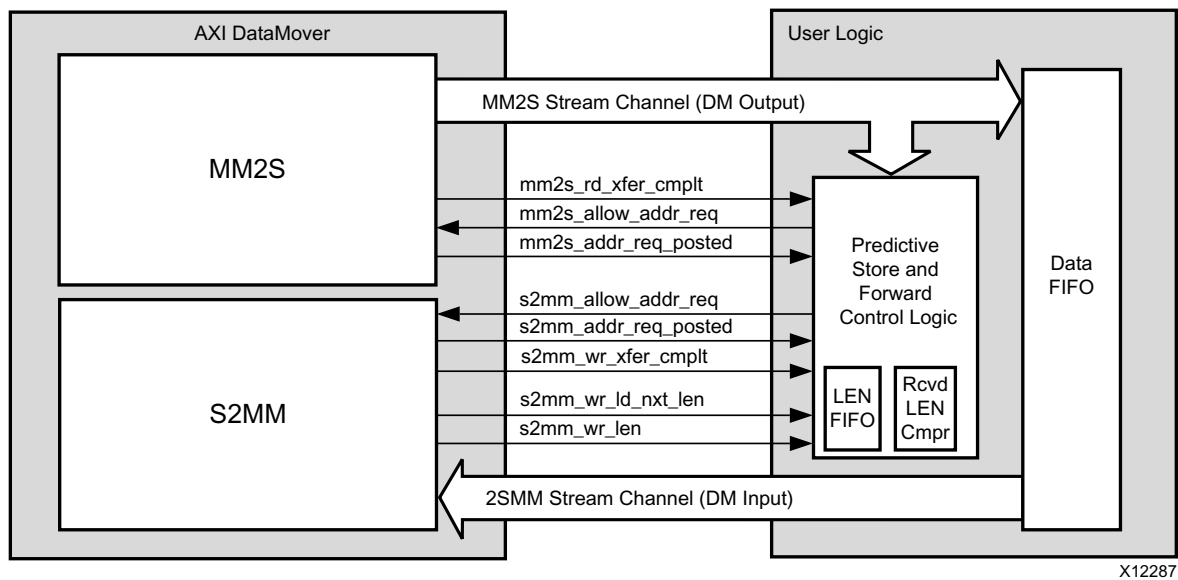 AXI DataMover
User Logic
MM2S Stream Channel (DM Output)
MM2S
mm2s_rd_xfer_cmplt
mm2s_allow_addr_req
mm2s_addr_req_posted
Predictive
Store and
Forward
Control Logic
Data
FIFO
s2mm_allow_addr_req
s2mm_addr_req_posted
s2mm_wr_xfer_cmplt
S2MM
s2mm_wr_ld_nxt_len
s2mm_wr_len
LEN
FIFO
Rcvd
LEN
Cmpr
2SMM Stream Channel (DM Input)
X12287